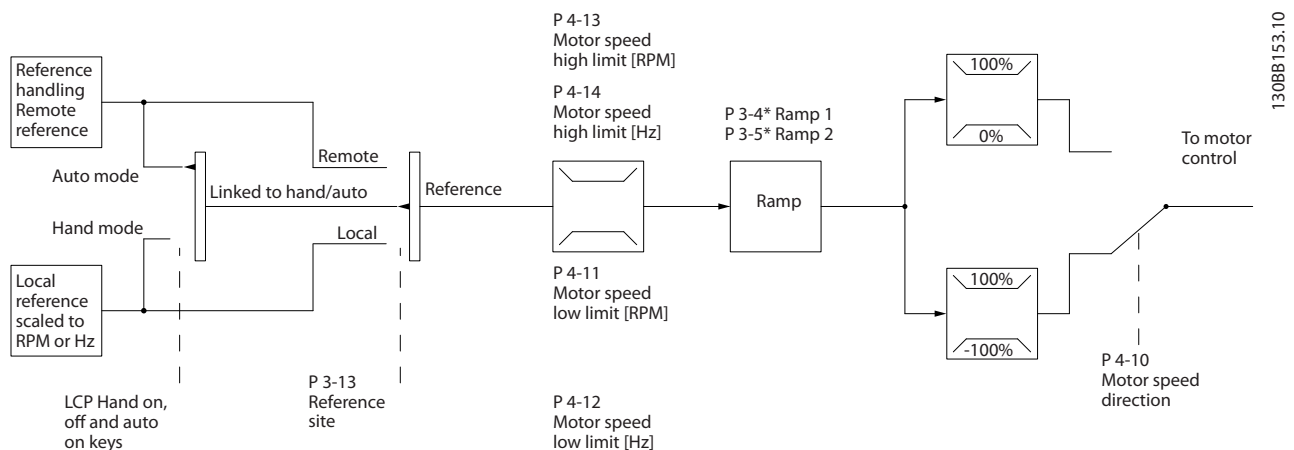 P 4-13
Motor speed
high limit [RPM]
P 4-14
Motor speed
high limit [Hz]
130BB153.10
Reference
handling
Remote
reference
Auto mode
Hand mode
Local
reference
scaled to
RPM or Hz
LCP Hand on,
off and auto
on keys
Linked to hand/auto
Remote
Local
P 3-13
Reference
site
Reference
P 4-11
Motor speed
low limit [RPM]
P 4-12
Motor speed
low limit [Hz]
P 3-4* Ramp 1
P 3-5* Ramp 2
Ramp
100%
0%
100%
-100%
To motor
control
P 4-10
Motor speed
direction